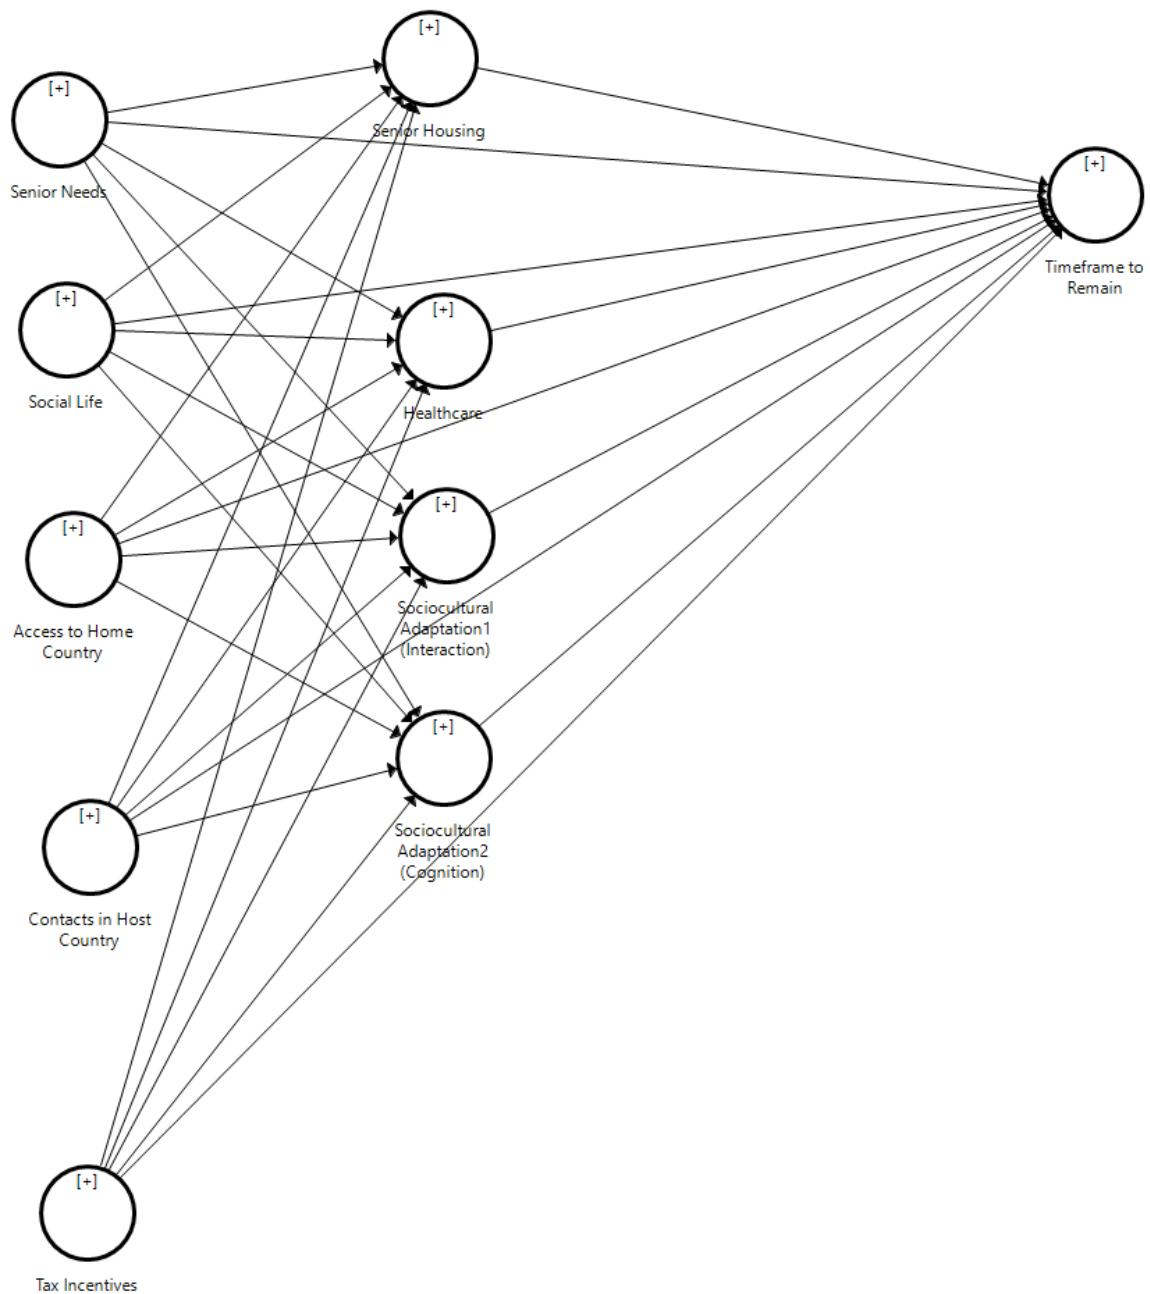 [+]
Senior Housing
[+]
Senior Needs
[+]
Timeframe to
Remain
[+]
Social Life
[+]
Healthcare
[+]
Access to Home
Country
[+]
Sociocultural
Adaptation1
(Interaction)
[+]
Sociocultural
Adaptation2
(Cognition)
[+]
Contacts in Host
Country
[+]
Tax Incentives